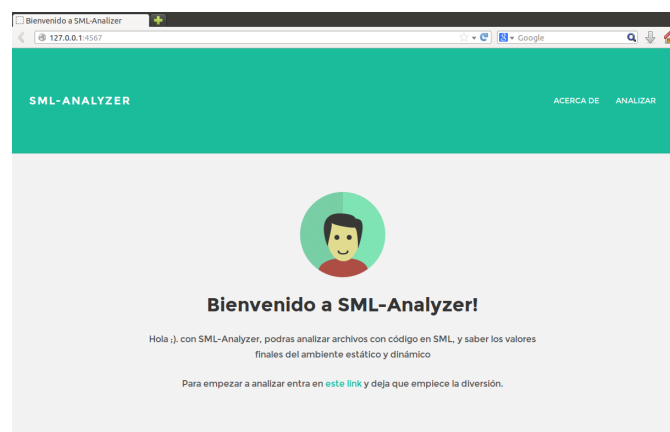 Bienvenido a SML-Analizer
127.0.0.1:4567
Google
SML-ANALYZER
ACERCA DE ANALIZAR
Bienvenido a SML-Analyzer!
Hola ;). con SML-Analyzer, podras analizar archivos con código en SML, y saber los valores
finales del ambiente estático y dinámico
Para empezar a analizar entra en este link y deja que empiece la diversión.